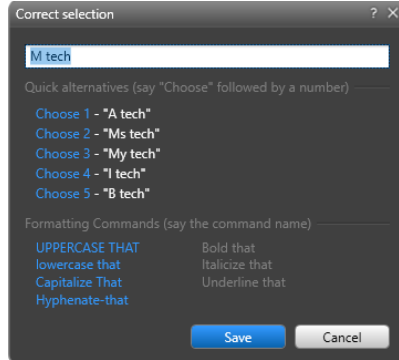 Correct selection ? X
M tech
Quick alternatives (say "Choose" followed by a number)
Choose 1 - "A tech"
Choose 2 - "Ms tech"
Choose 3 - "My tech"
Choose 4 - "I tech"
Choose 5 - "B tech"
Formatting Commands (say the command name)
UPPERCASE THAT Bold that
lowercase that Italicize that
Capitalize That Underline that
Hyphenate-that
Save Cancel